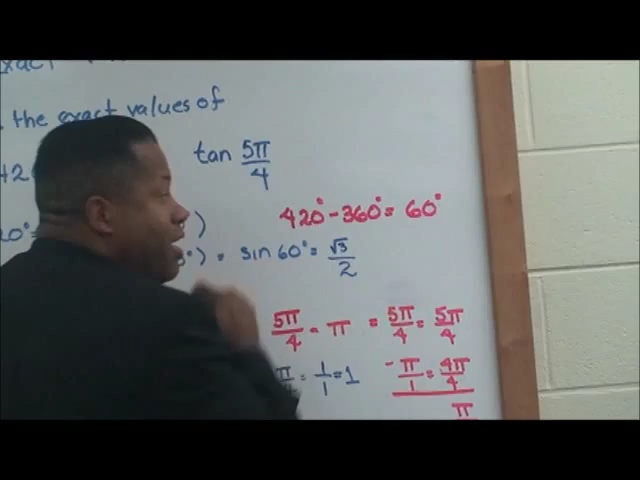 the exact values of
tan 5π/4
420° - 360° = 60°
) = sin 60° = √3/2
5π/4 - π = 5π/4 = 5π/4
= 1/1 = 1
- π/1 = 4π/4
π